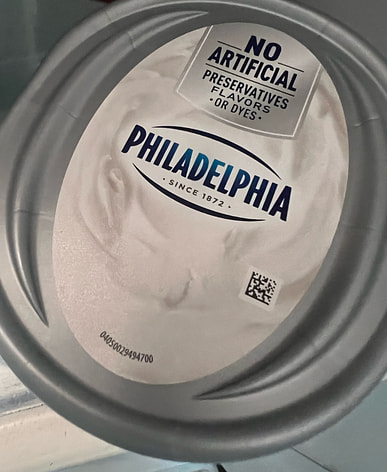 NO
ARTIFICIAL
PRESERVATIVES
FLAVORS
• OR DYES •
PHILADELPHIA
• SINCE 1872 •
04050029494700